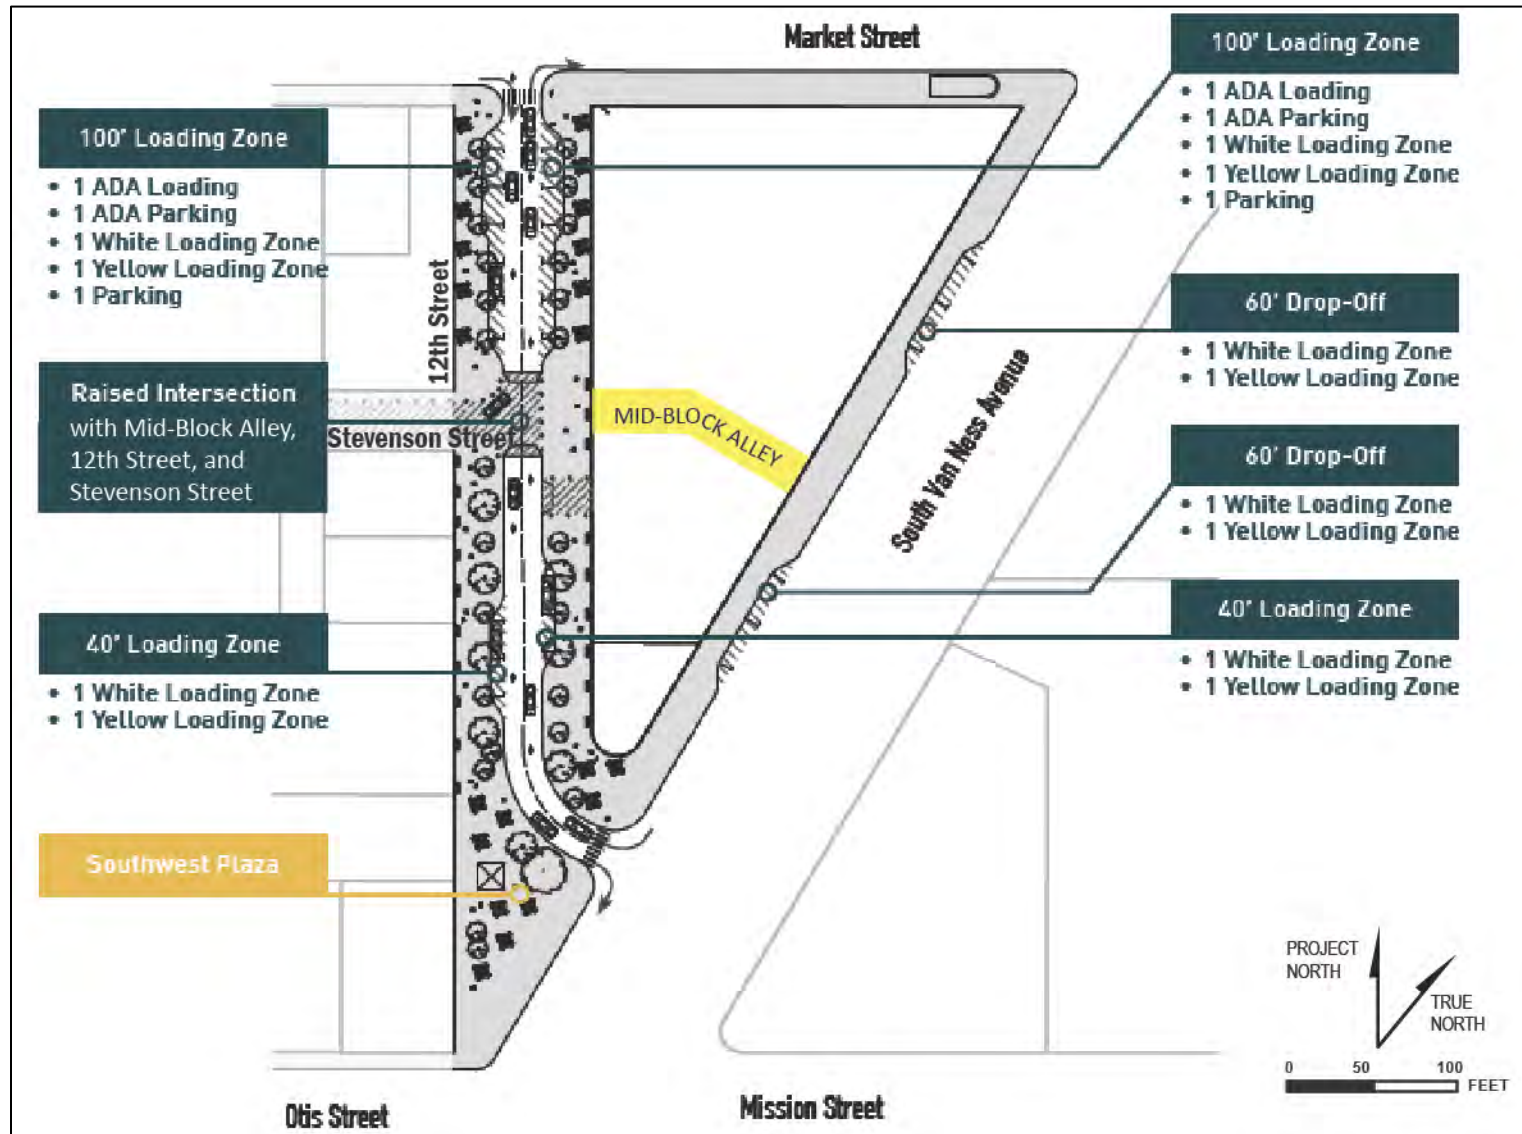 Market Street
100' Loading Zone
• 1 ADA Loading
• 1 ADA Parking
• 1 White Loading Zone
• 1 Yellow Loading Zone
• 1 Parking
12th Street
Raised Intersection
with Mid-Block Alley,
12th Street, and
Stevenson Street
Stevenson Street
40' Loading Zone
• 1 White Loading Zone
• 1 Yellow Loading Zone
Southwest Plaza
MID-BLOCK ALLEY
South Van Ness Avenue
100' Loading Zone
• 1 ADA Loading
• 1 ADA Parking
• 1 White Loading Zone
• 1 Yellow Loading Zone
• 1 Parking
60' Drop-Off
• 1 White Loading Zone
• 1 Yellow Loading Zone
60' Drop-Off
• 1 White Loading Zone
• 1 Yellow Loading Zone
40' Loading Zone
• 1 White Loading Zone
• 1 Yellow Loading Zone
PROJECT
NORTH
TRUE
NORTH
0 50 100
FEET
Otis Street
Mission Street